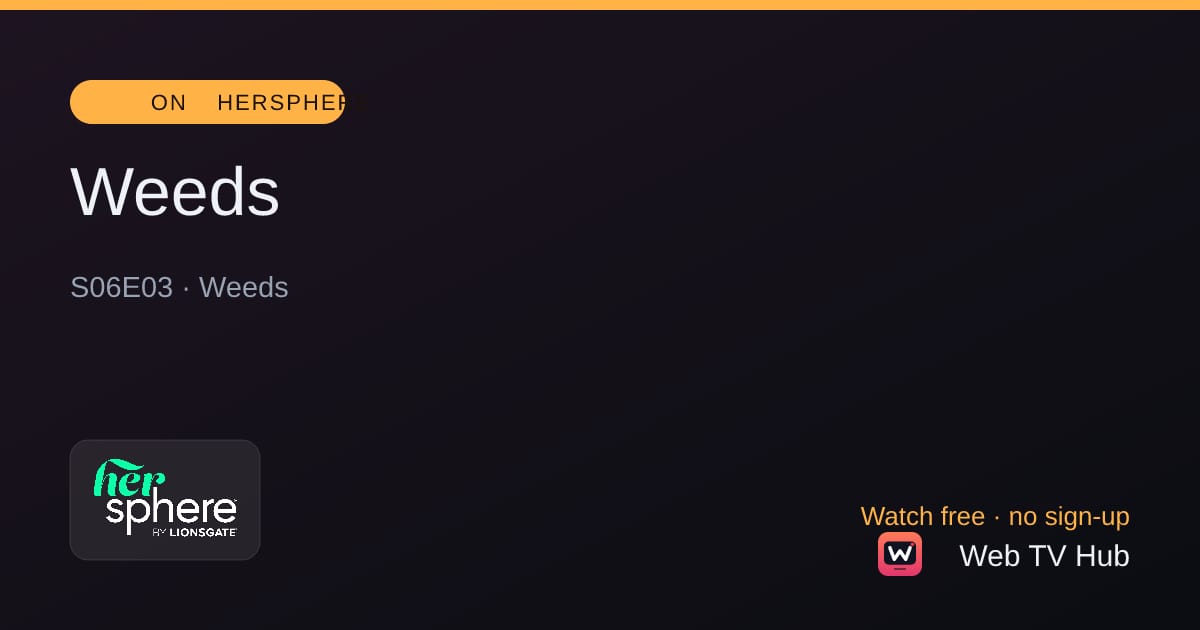 ON HERSPHERE
Weeds
S06E03 · Weeds
her
sphere
BY LIONSGATE
Watch free · no sign-up
W
Web TV Hub